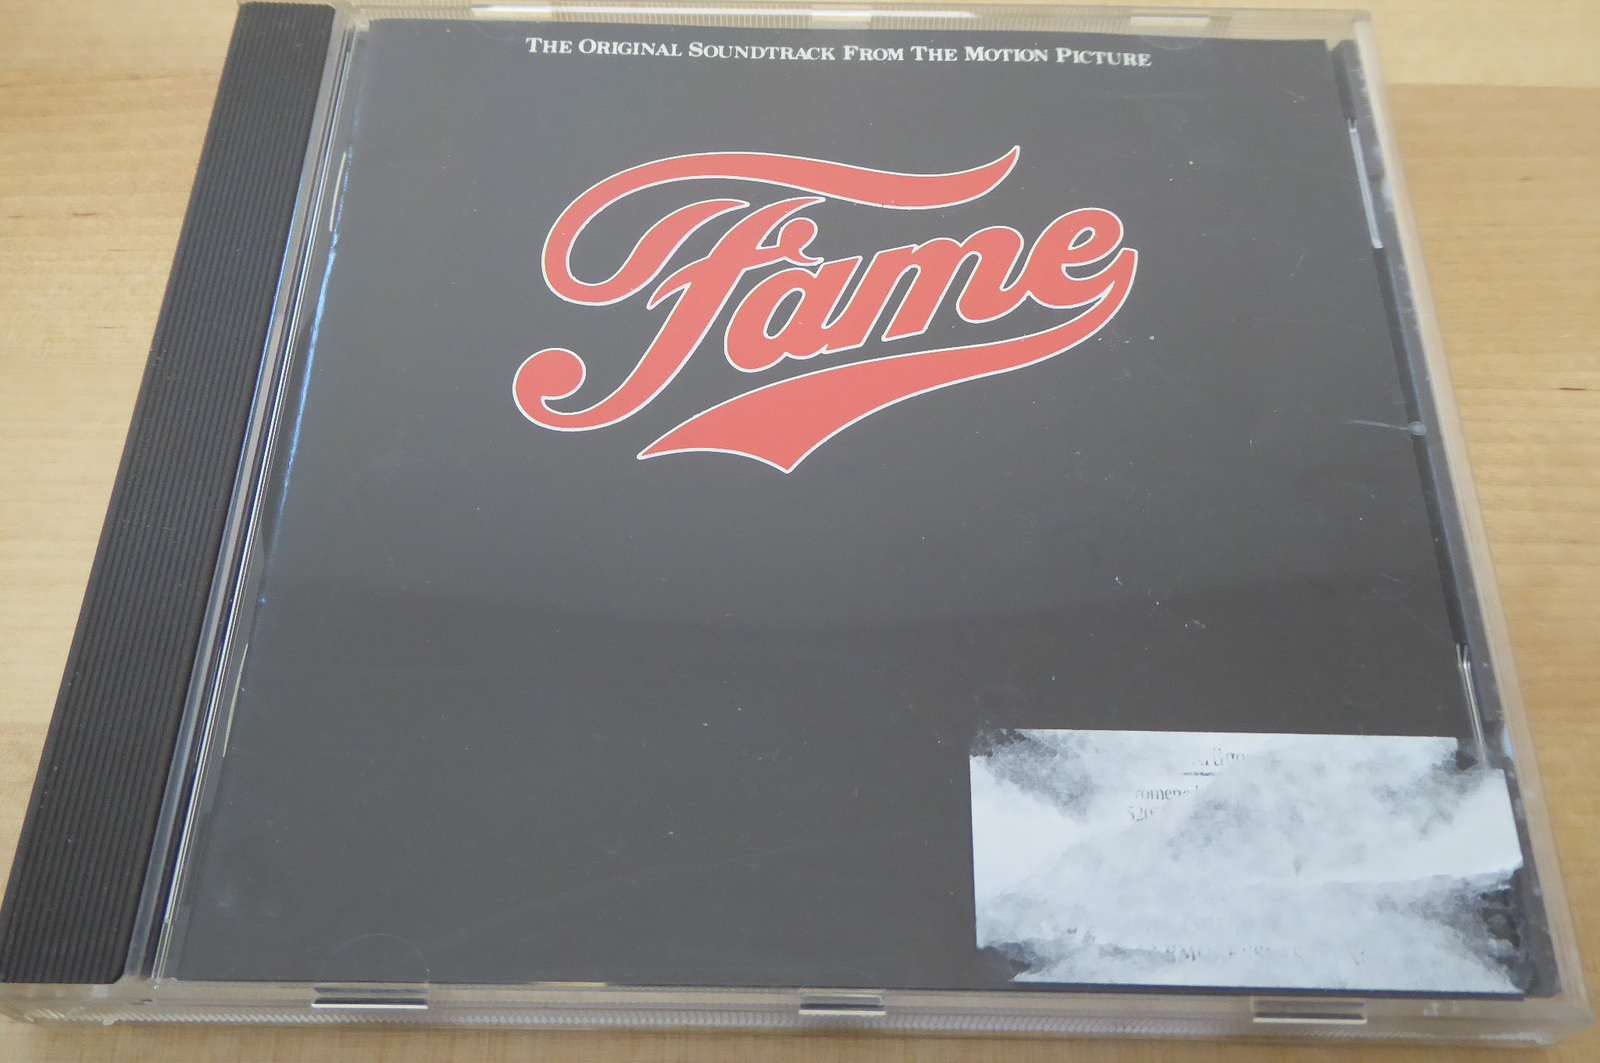 THE ORIGINAL SOUNDTRACK FROM THE MOTION PICTURE
Fame